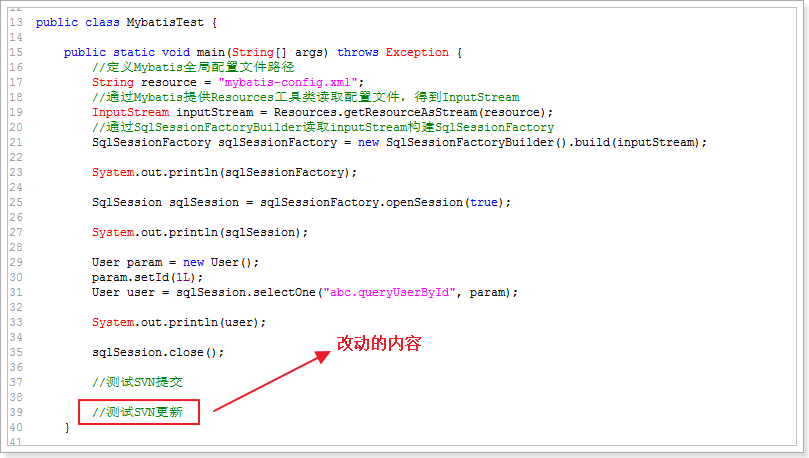 12
13 public class MybatisTest {
14
15     public static void main(String[] args) throws Exception {
16         //定义Mybatis全局配置文件路径
17         String resource = "mybatis-config.xml";
18         //通过Mybatis提供Resources工具类读取配置文件，得到InputStream
19         InputStream inputStream = Resources.getResourceAsStream(resource);
20         //通过SqlSessionFactoryBuilder读取inputStream构建SqlSessionFactory
21         SqlSessionFactory sqlSessionFactory = new SqlSessionFactoryBuilder().build(inputStream);
22
23         System.out.println(sqlSessionFactory);
24
25         SqlSession sqlSession = sqlSessionFactory.openSession(true);
26
27         System.out.println(sqlSession);
28
29         User param = new User();
30         param.setId(1L);
31         User user = sqlSession.selectOne("abc.queryUserById", param);
32
33         System.out.println(user);
34
改动的内容
35         sqlSession.close();
36
37         //测试SVN提交
38
39         //测试SVN更新
40     }
41